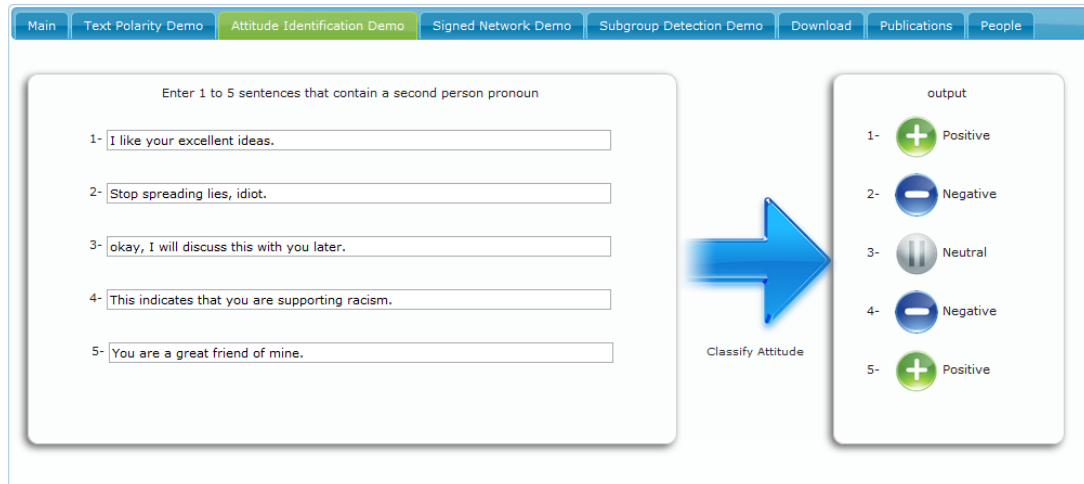 Main Text Polarity Demo Attitude Identification Demo Signed Network Demo Subgroup Detection Demo Download Publications People
Enter 1 to 5 sentences that contain a second person pronoun
1- I like your excellent ideas.
2- Stop spreading lies, idiot.
3- okay, I will discuss this with you later.
4- This indicates that you are supporting racism.
5- You are a great friend of mine.
Classify Attitude
output
1- Positive
2- Negative
3- Neutral
4- Negative
5- Positive